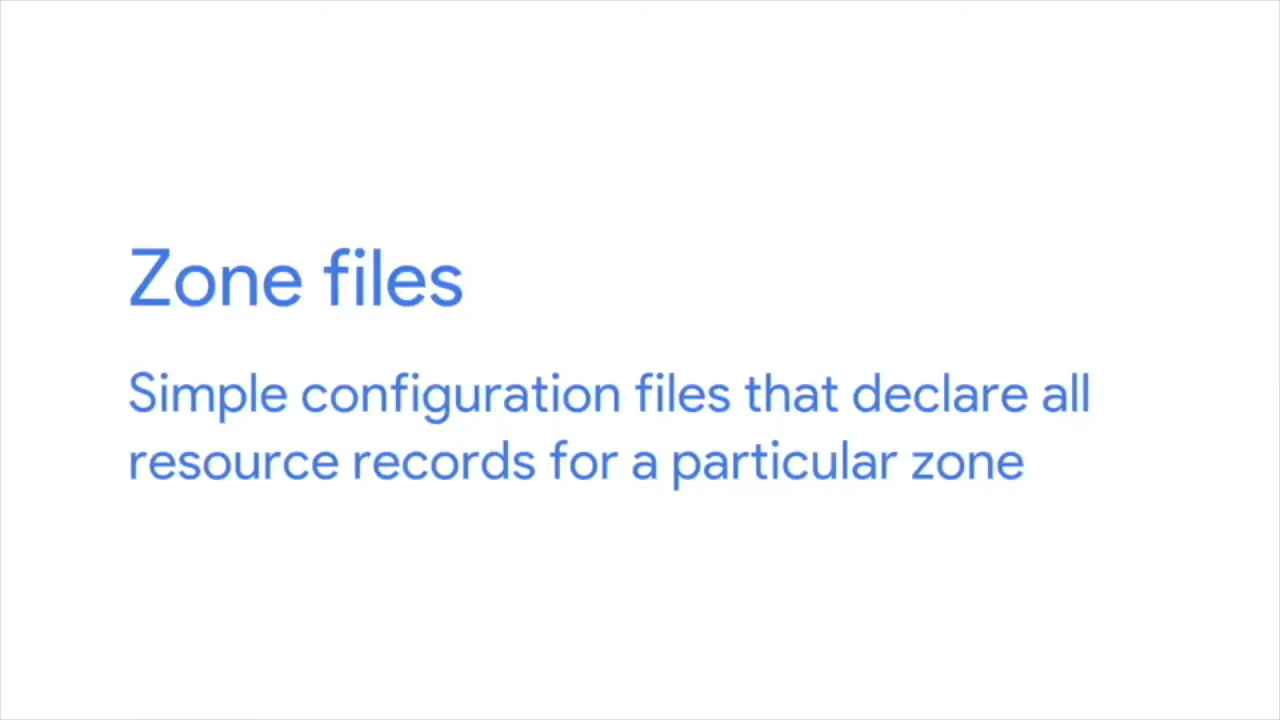 Zone files
Simple configuration files that declare all
resource records for a particular zone